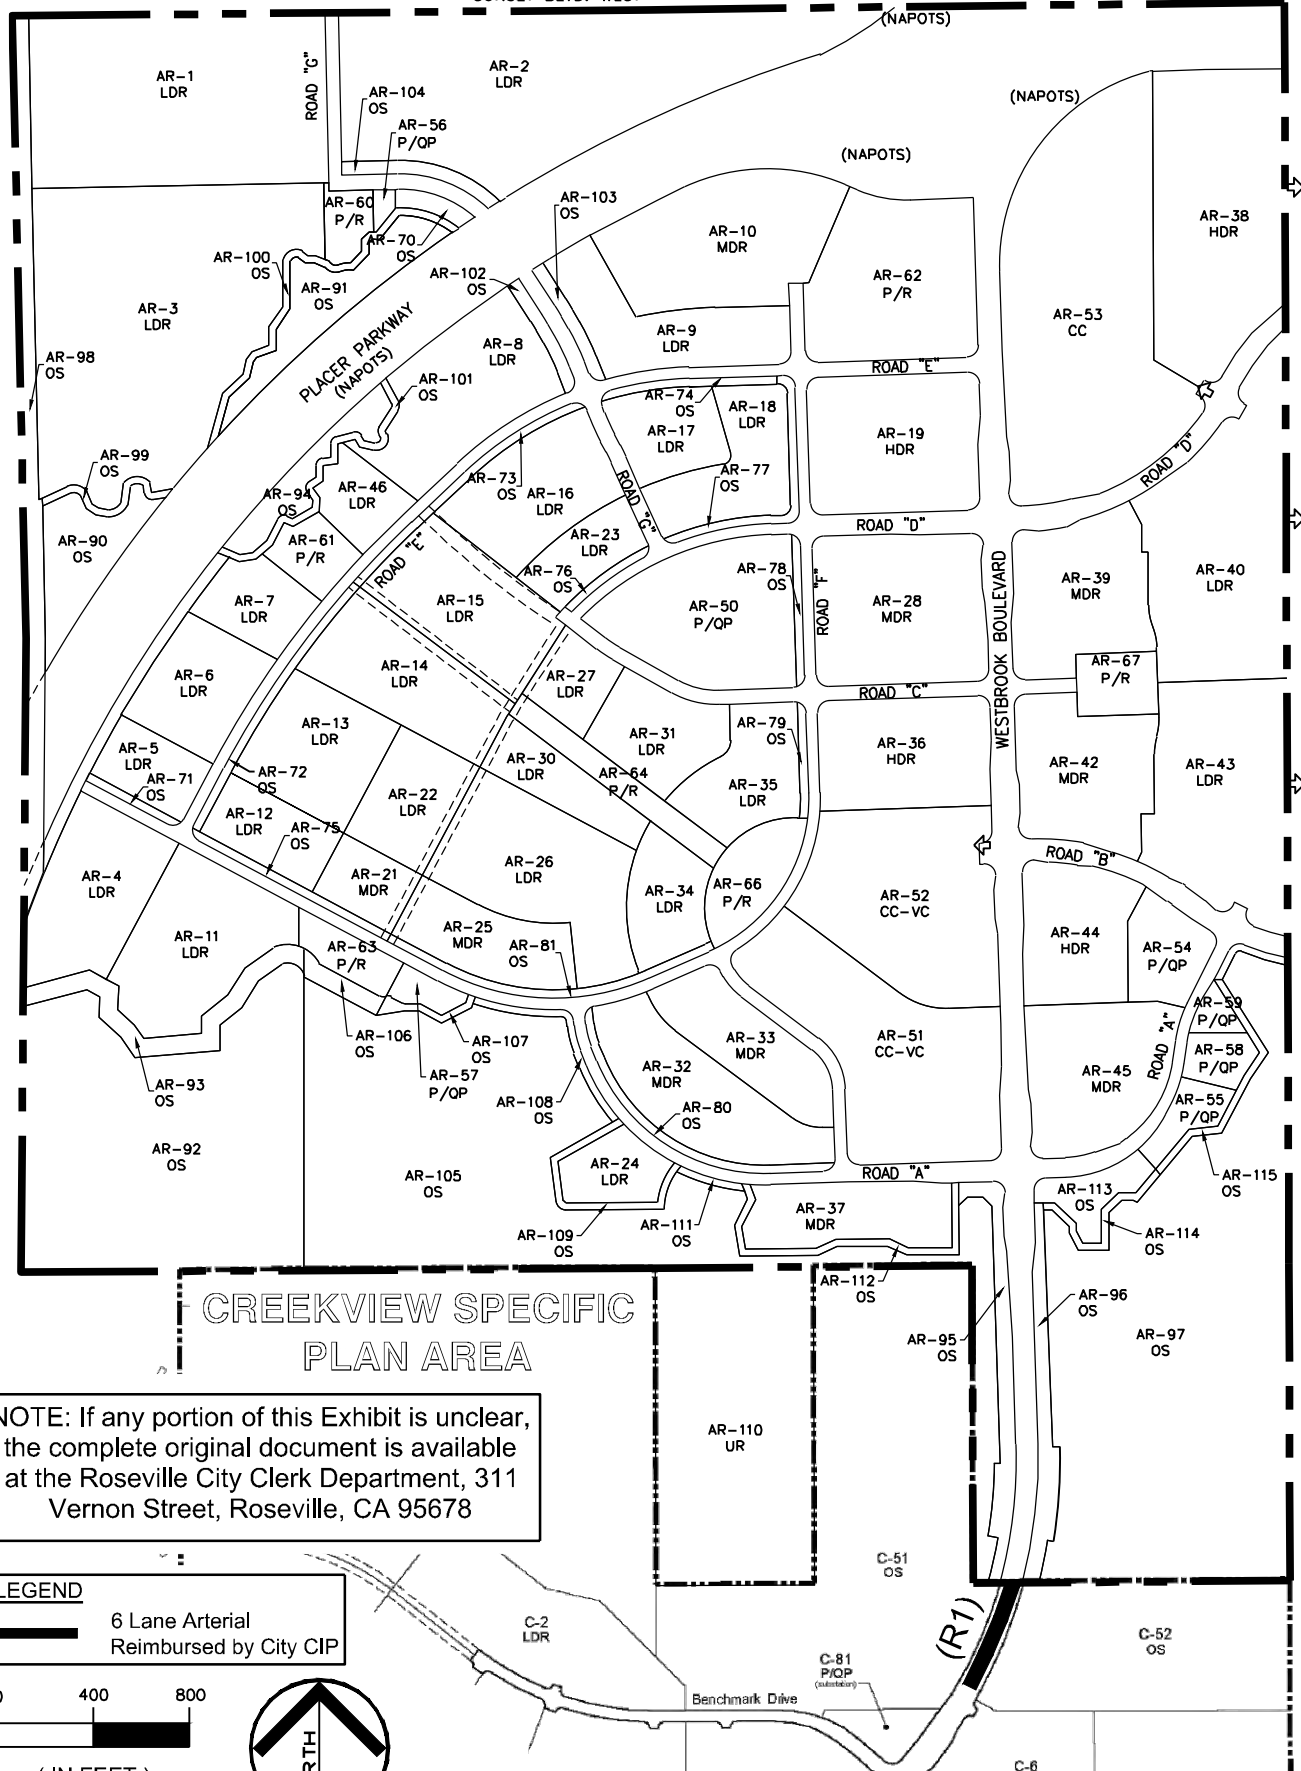 (NAPOTS)
AR-1
LDR
ROAD "G"
AR-2
LDR
AR-104
OS
AR-56
P/QP
(NAPOTS)
(NAPOTS)
AR-60
P/R
AR-103
OS
AR-38
HDR
AR-70
OS
AR-10
MDR
AR-100
OS
AR-91
OS
AR-102
OS
AR-62
P/R
AR-3
LDR
AR-53
CC
AR-9
LDR
AR-8
LDR
PLACER PARKWAY
(NAPOTS)
AR-98
OS
ROAD "E"
AR-101
OS
AR-74
OS
AR-18
LDR
AR-17
LDR
AR-19
HDR
AR-99
OS
ROAD "D"
AR-77
OS
AR-73
OS
AR-46
LDR
AR-16
LDR
ROAD "G"
AR-94
OS
ROAD "D"
AR-90
OS
AR-61
P/R
AR-23
LDR
ROAD "E"
AR-76
OS
AR-78
OS
ROAD "F"
WESTBROOK BOULEVARD
AR-39
MDR
AR-40
LDR
AR-7
LDR
AR-15
LDR
AR-50
P/QP
AR-28
MDR
AR-6
LDR
AR-14
LDR
AR-27
LDR
AR-67
P/R
ROAD "C"
AR-13
LDR
AR-31
LDR
AR-79
OS
AR-36
HDR
AR-5
LDR
AR-71
OS
AR-72
OS
AR-30
LDR
AR-64
P/R
AR-42
MDR
AR-43
LDR
AR-35
LDR
AR-22
LDR
AR-12
LDR
AR-75
OS
ROAD "B"
AR-4
LDR
AR-21
MDR
AR-26
LDR
AR-34
LDR
AR-66
P/R
AR-52
CC-VC
AR-11
LDR
AR-63
P/R
AR-25
MDR
AR-81
OS
AR-44
HDR
AR-54
P/QP
AR-59
P/QP
AR-106
OS
AR-107
OS
AR-33
MDR
AR-51
CC-VC
ROAD "A"
AR-58
P/QP
AR-93
OS
AR-57
P/QP
AR-32
MDR
AR-45
MDR
AR-108
OS
AR-80
OS
AR-55
P/QP
AR-92
OS
AR-105
OS
AR-24
LDR
ROAD "A"
AR-115
OS
AR-113
OS
AR-37
MDR
AR-109
OS
AR-111
OS
AR-114
OS
AR-112
OS
AR-96
OS
CREEKVIEW SPECIFIC
PLAN AREA
AR-95
OS
AR-97
OS
NOTE: If any portion of this Exhibit is unclear,
the complete original document is available
at the Roseville City Clerk Department, 311
Vernon Street, Roseville, CA 95678
AR-110
UR
C-51
OS
LEGEND
6 Lane Arterial
Reimbursed by City CIP
C-2
LDR
(R1)
C-52
OS
C-81
P/QP
(substation)
400 800
Benchmark Drive
C-6